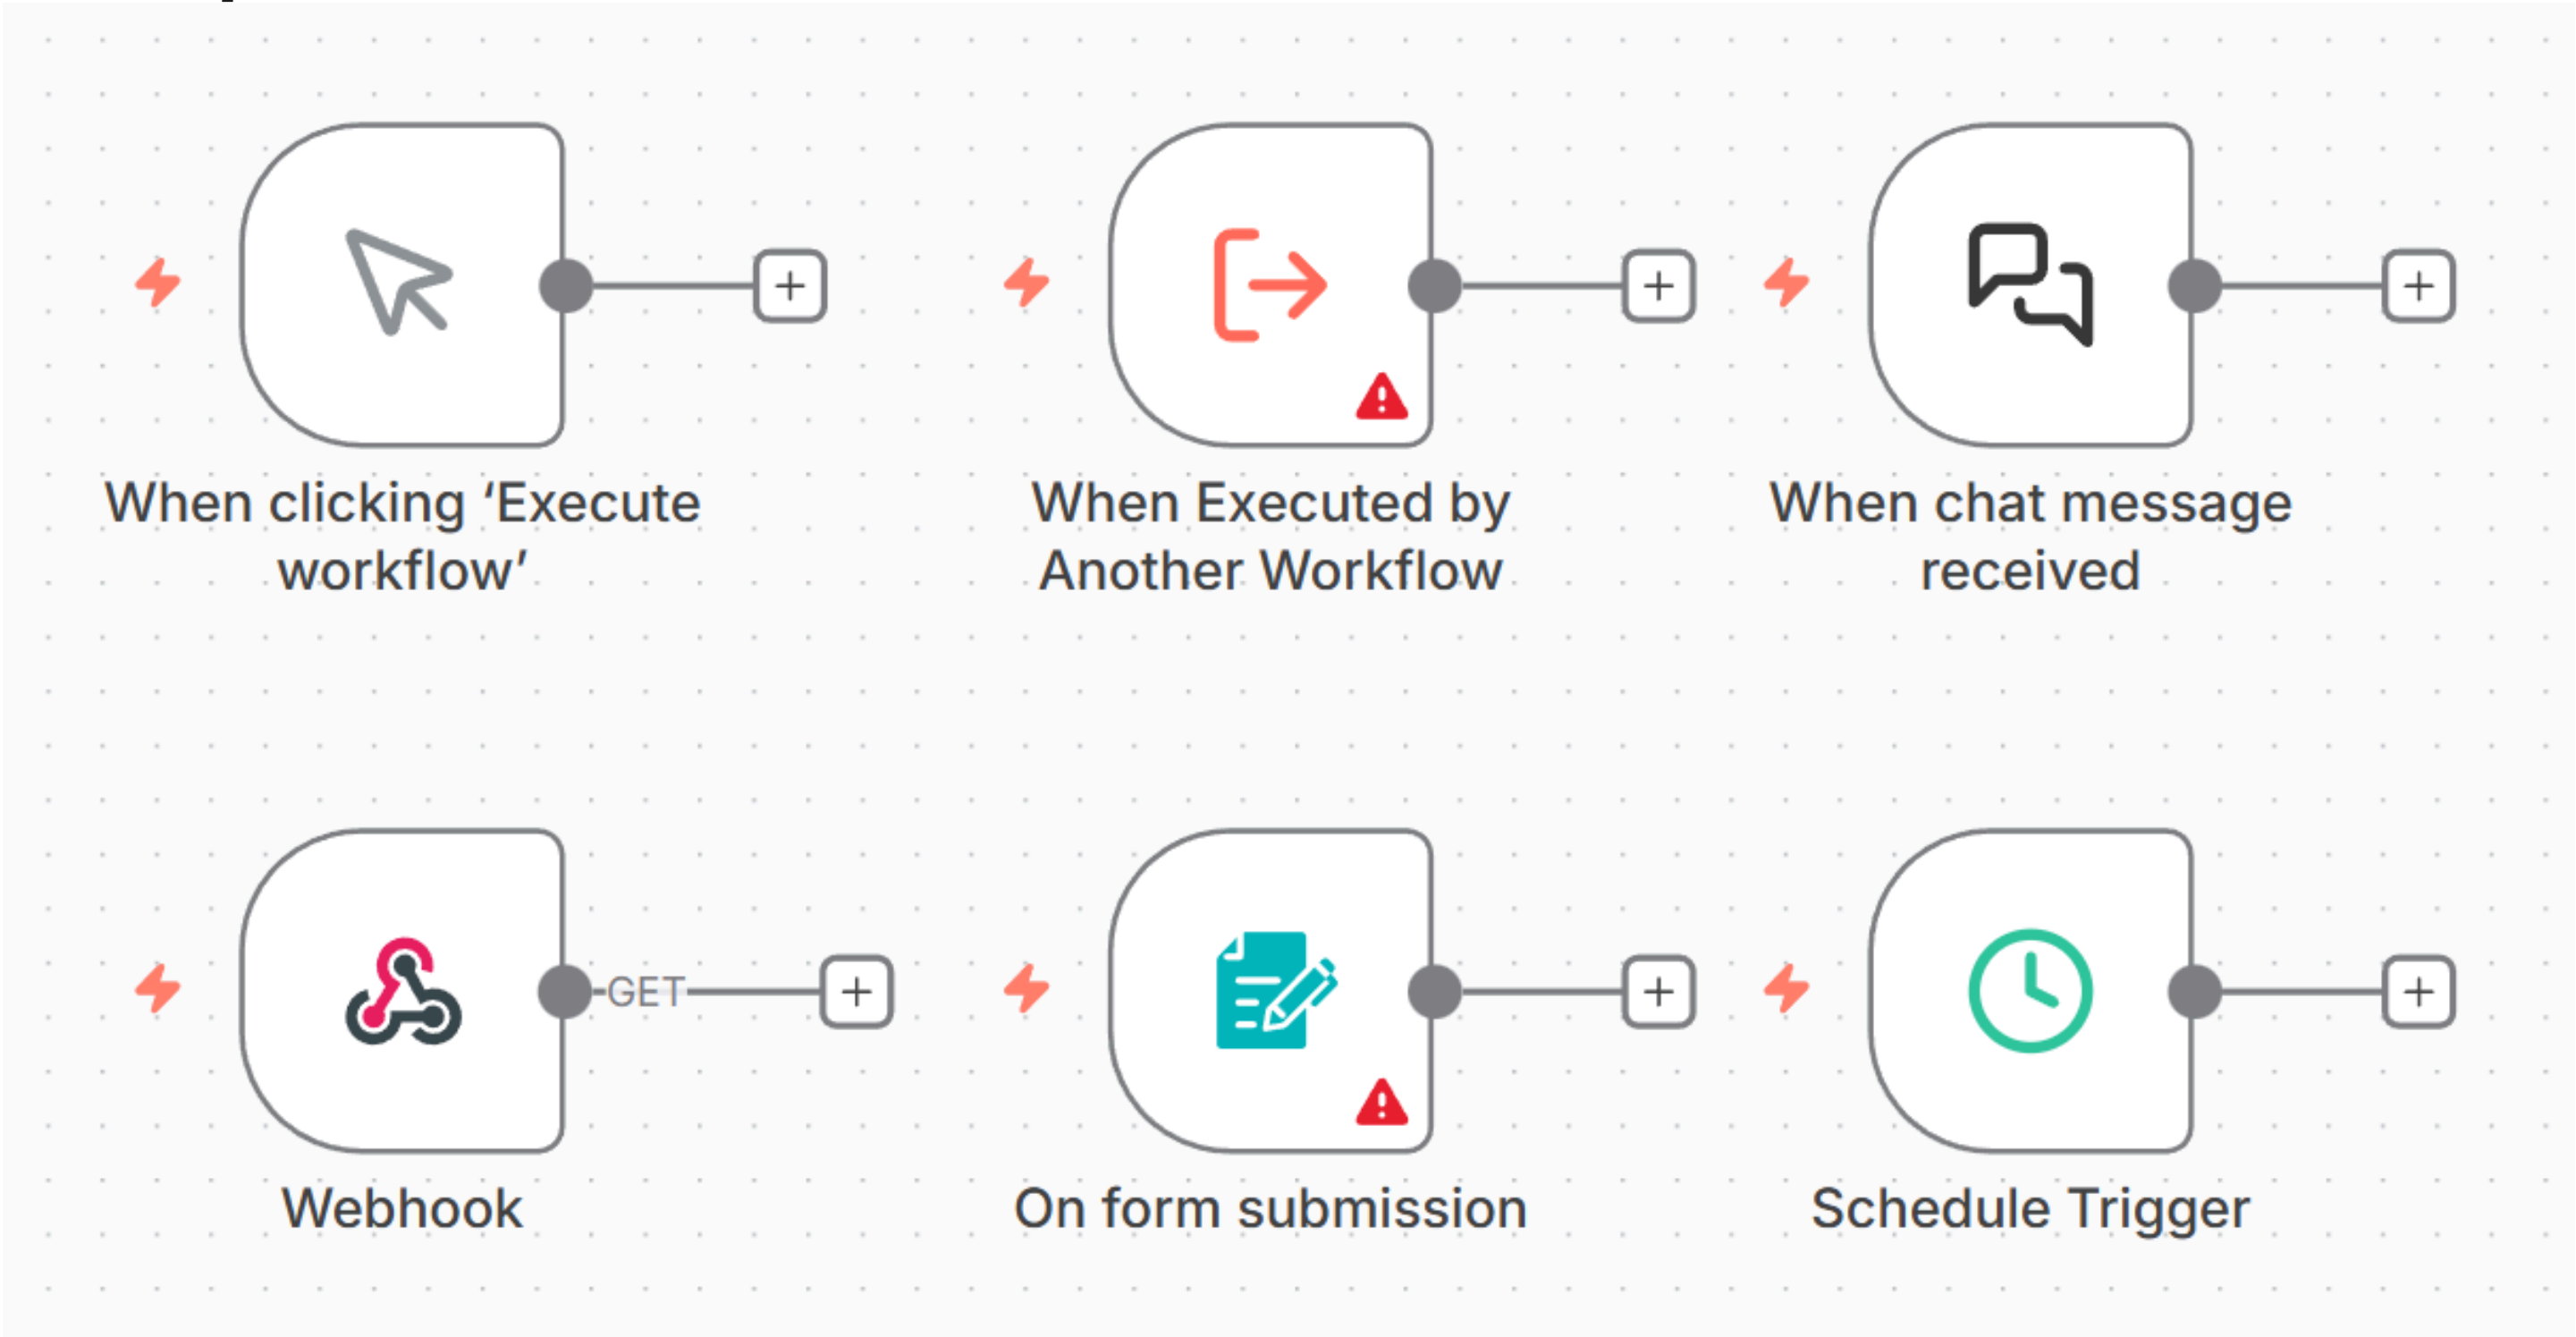 When clicking ‘Execute
workflow’
When Executed by
Another Workflow
When chat message
received
GET
Webhook
On form submission
Schedule Trigger